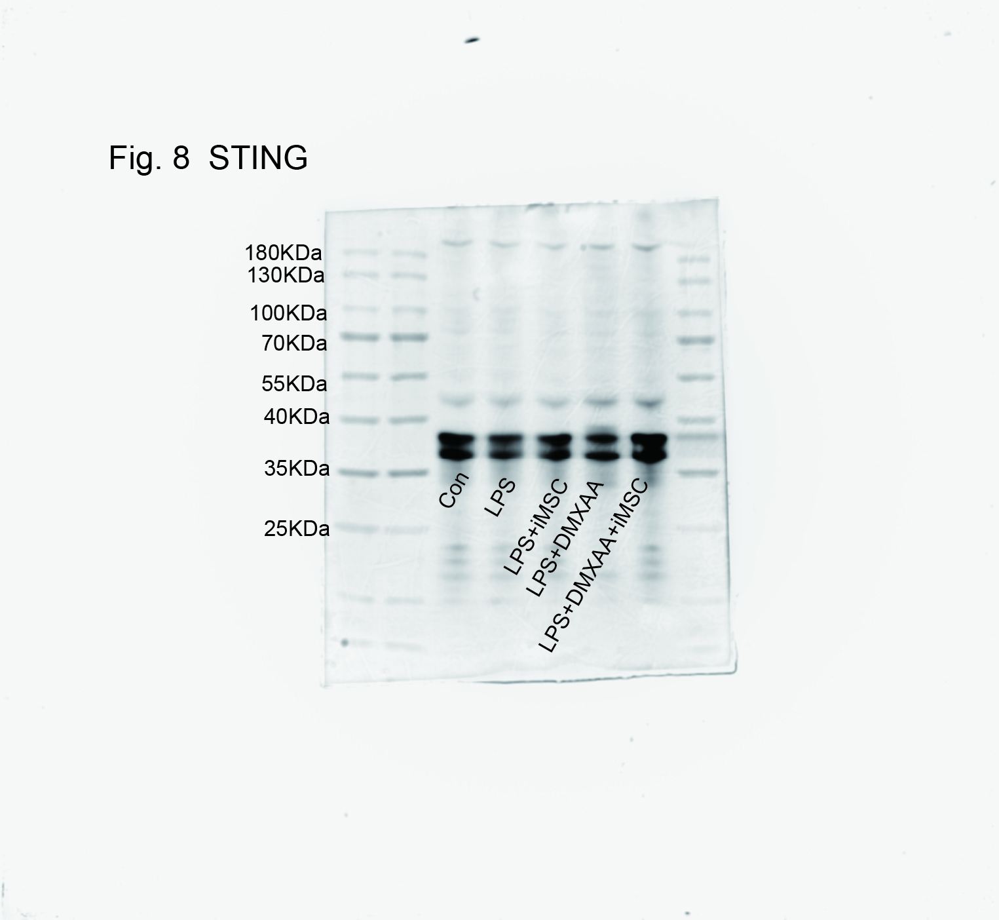 Fig. 8 STING
180KDa
130KDa
100KDa
70KDa
55KDa
40KDa
35KDa
25KDa
Con
LPS
LPS+iMSC
LPS+DMXAA
LPS+DMXAA+iMSC